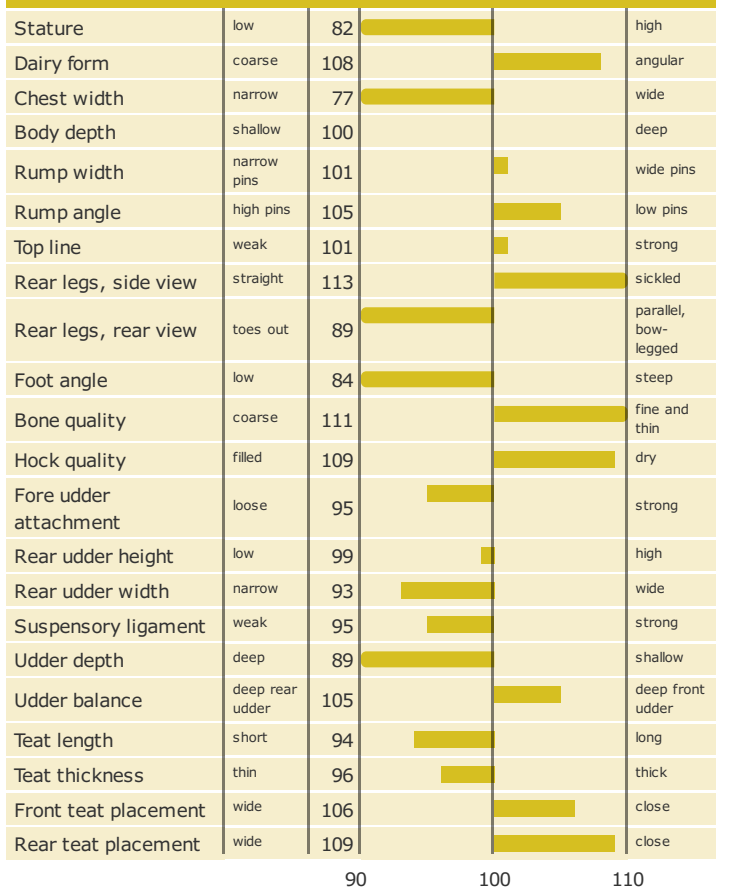 Stature low 82 high
Dairy form coarse 108 angular
Chest width narrow 77 wide
Body depth shallow 100 deep
Rump width narrow pins 101 wide pins
Rump angle high pins 105 low pins
Top line weak 101 strong
Rear legs, side view straight 113 sickled
Rear legs, rear view toes out 89 parallel, bow-legged
Foot angle low 84 steep
Bone quality coarse 111 fine and thin
Hock quality filled 109 dry
Fore udder attachment loose 95 strong
Rear udder height low 99 high
Rear udder width narrow 93 wide
Suspensory ligament weak 95 strong
Udder depth deep 89 shallow
Udder balance deep rear udder 105 deep front udder
Teat length short 94 long
Teat thickness thin 96 thick
Front teat placement wide 106 close
Rear teat placement wide 109 close
90 100 110